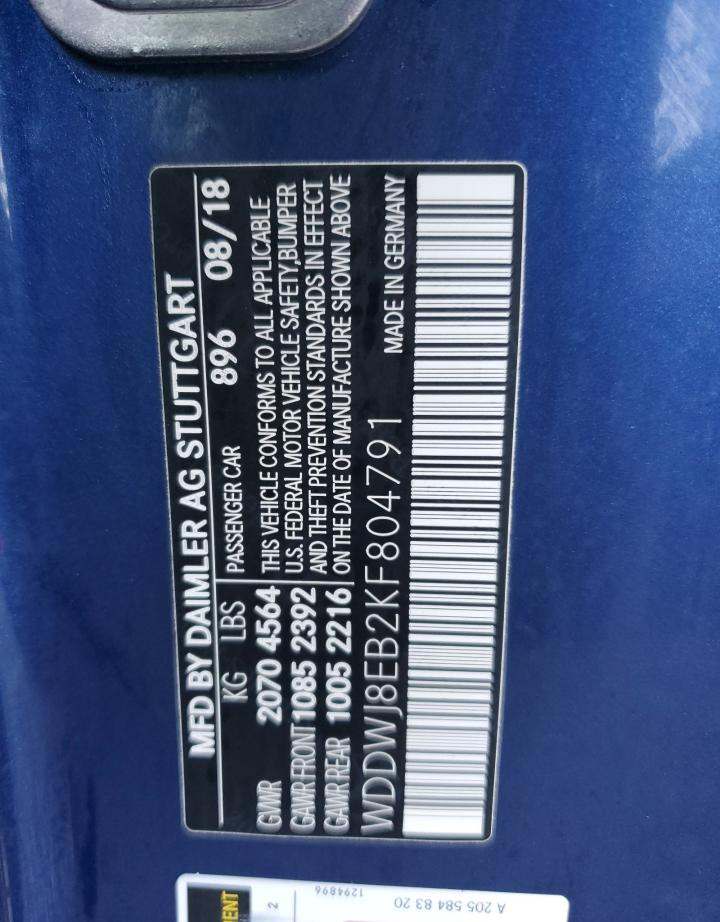 MFD BY DAIMLER AG STUTTGART
KG LBS PASSENGER CAR 896 08/18
GVWR 2070 4564 THIS VEHICLE CONFORMS TO ALL APPLICABLE
GAWR FRONT 1085 2392 U.S. FEDERAL MOTOR VEHICLE SAFETY,BUMPER
AND THEFT PREVENTION STANDARDS IN EFFECT
GAWR REAR 1005 2216 ON THE DATE OF MANUFACTURE SHOWN ABOVE
WDDWJ8EB2KF804791 MADE IN GERMANY
2
1294896
A 205 584 83 20